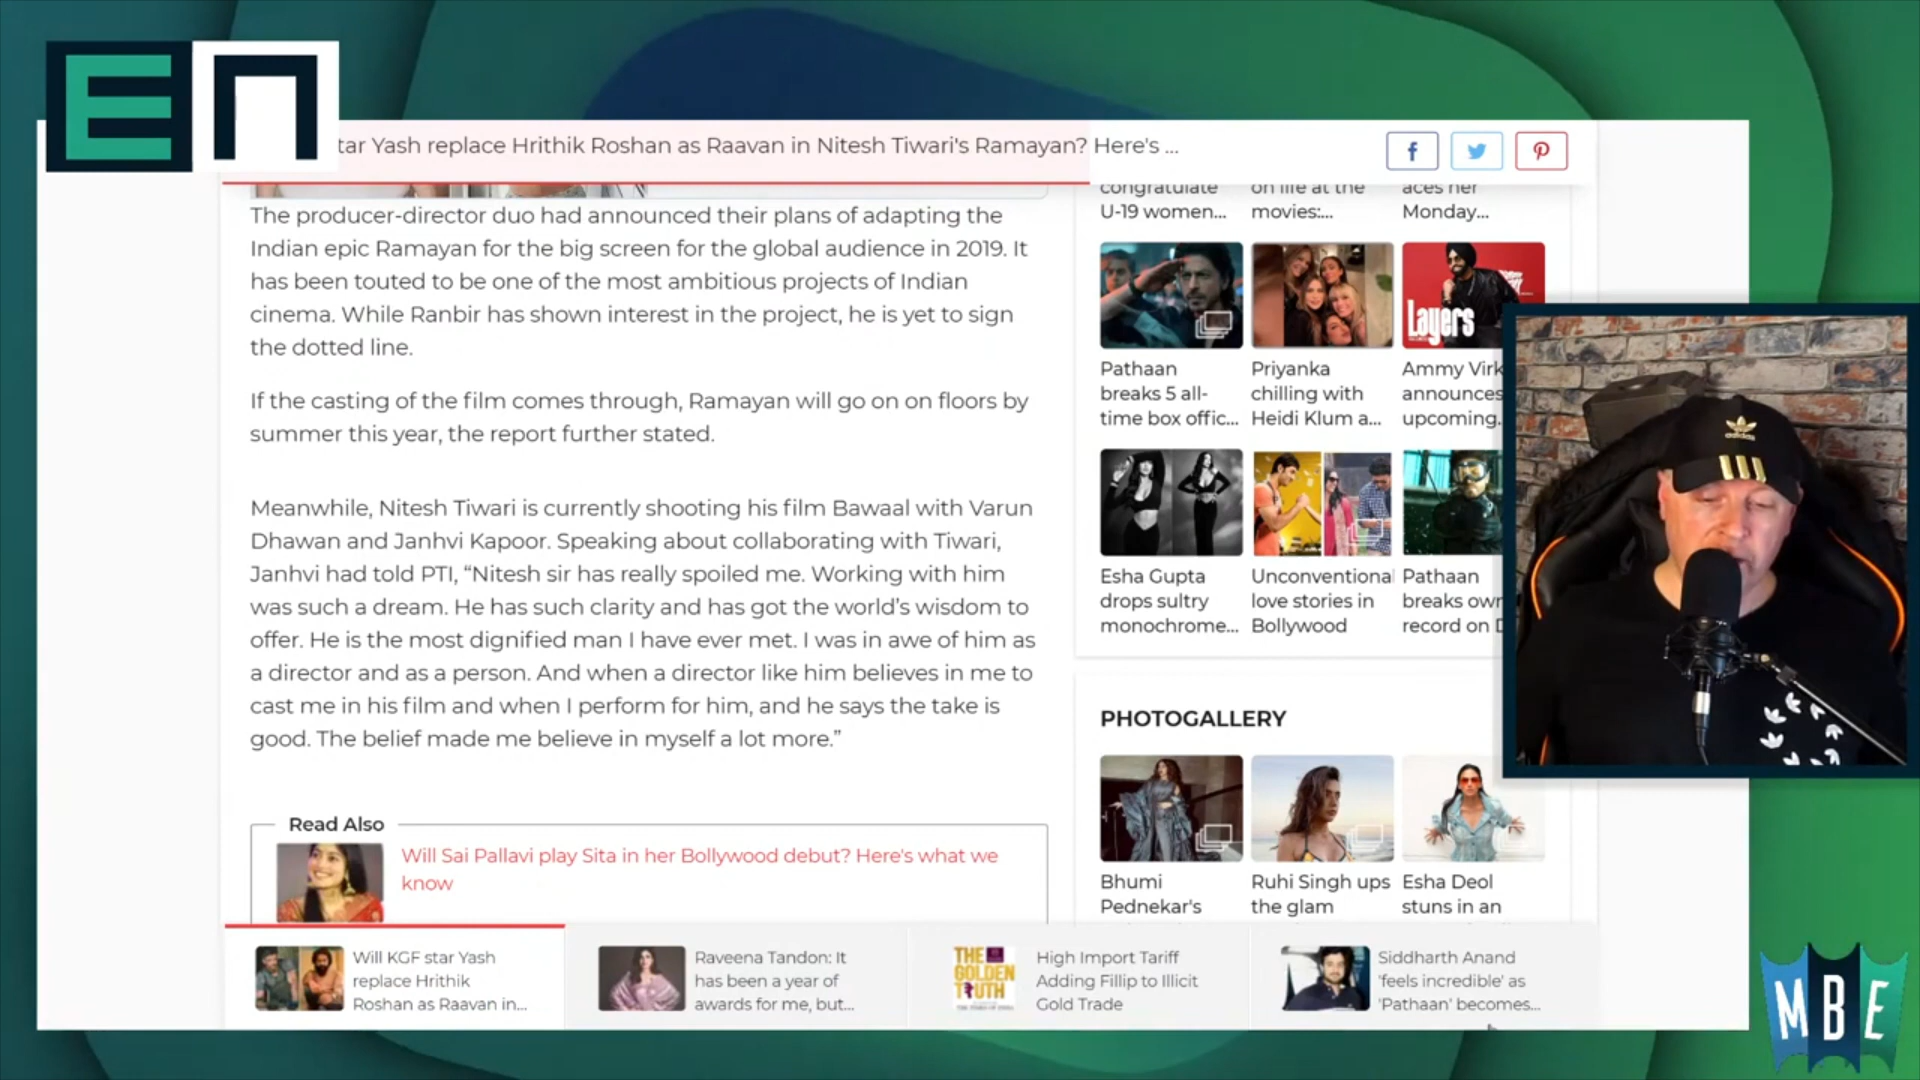 EN
tar Yash replace Hrithik Roshan as Raavan in Nitesh Tiwari's Ramayan? Here's ...
The producer-director duo had announced their plans of adapting the
Indian epic Ramayan for the big screen for the global audience in 2019. It
has been touted to be one of the most ambitious projects of Indian
cinema. While Ranbir has shown interest in the project, he is yet to sign
the dotted line.
If the casting of the film comes through, Ramayan will go on on floors by
summer this year, the report further stated.
Meanwhile, Nitesh Tiwari is currently shooting his film Bawaal with Varun
Dhawan and Janhvi Kapoor. Speaking about collaborating with Tiwari,
Janhvi had told PTI, “Nitesh sir has really spoiled me. Working with him
was such a dream. He has such clarity and has got the world’s wisdom to
offer. He is the most dignified man I have ever met. I was in awe of him as
a director and as a person. And when a director like him believes in me to
cast me in his film and when I perform for him, and he says the take is
good. The belief made me believe in myself a lot more.”
Read Also
Will Sai Pallavi play Sita in her Bollywood debut? Here's what we
know
congratulate
U-19 women...
on life at the
movies:...
aces her
Monday...
Layers
Pathaan
breaks 5 all-
time box offic...
Priyanka
chilling with
Heidi Klum a...
Ammy Virk
announces
upcoming.
Esha Gupta
drops sultry
monochrome...
Unconventional
love stories in
Bollywood
Pathaan
breaks own
record on
PHOTOGALLERY
Bhumi
Pednekar's
Ruhi Singh ups
the glam
Esha Deol
stuns in an
Will KGF star Yash
replace Hrithik
Roshan as Raavan in...
Raveena Tandon: It
has been a year of
awards for me, but...
THE
GOLDEN
TRUTH
High Import Tariff
Adding Fillip to Illicit
Gold Trade
Siddharth Anand
'feels incredible' as
'Pathaan' becomes...
adidas
MBE